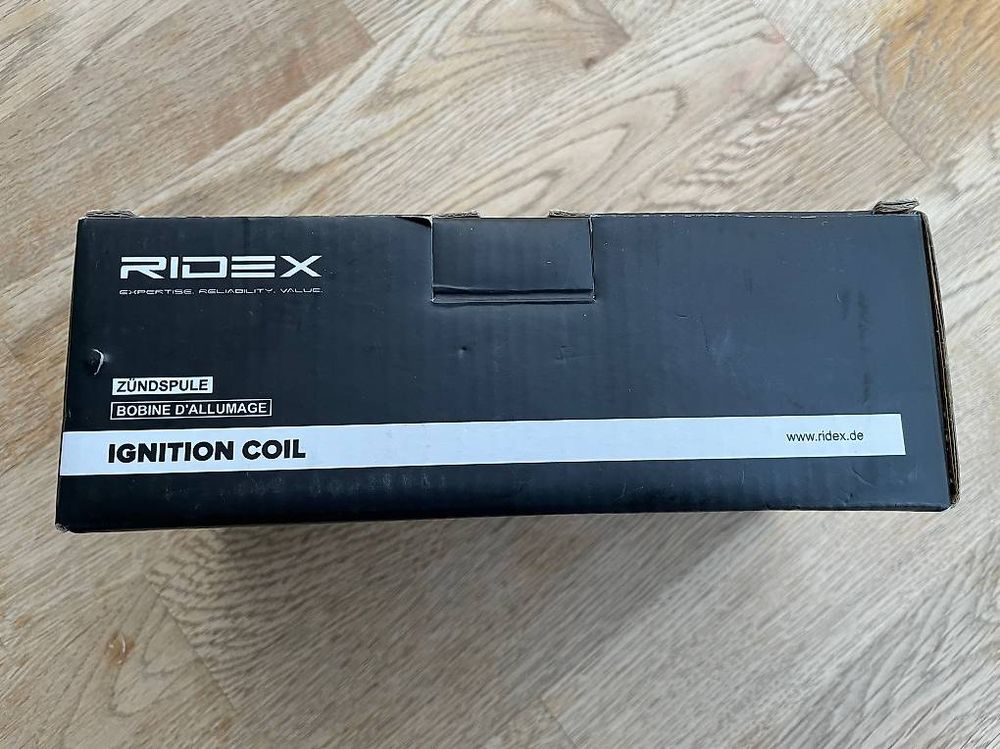 RIDEX
EXPERTISE. RELIABILITY. VALUE.
ZÜNDSPULE
BOBINE D'ALLUMAGE
IGNITION COIL
www.ridex.de